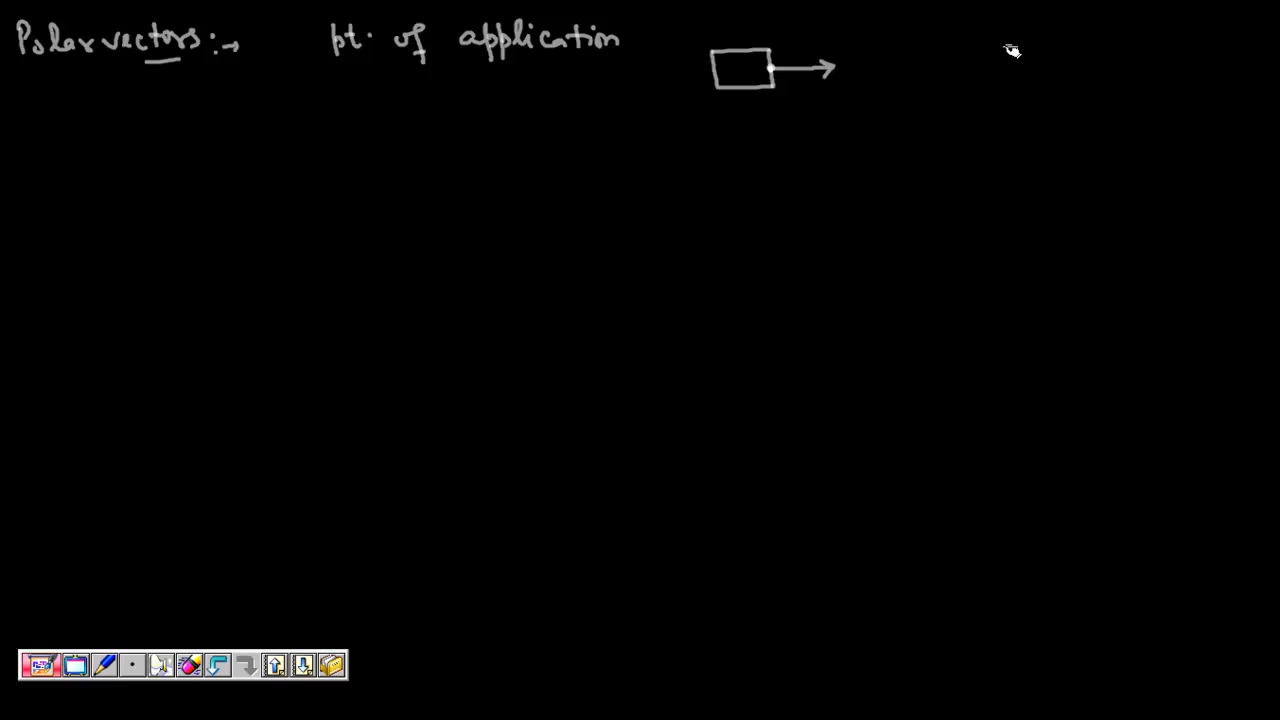 Polar vectors :→ pt. of application